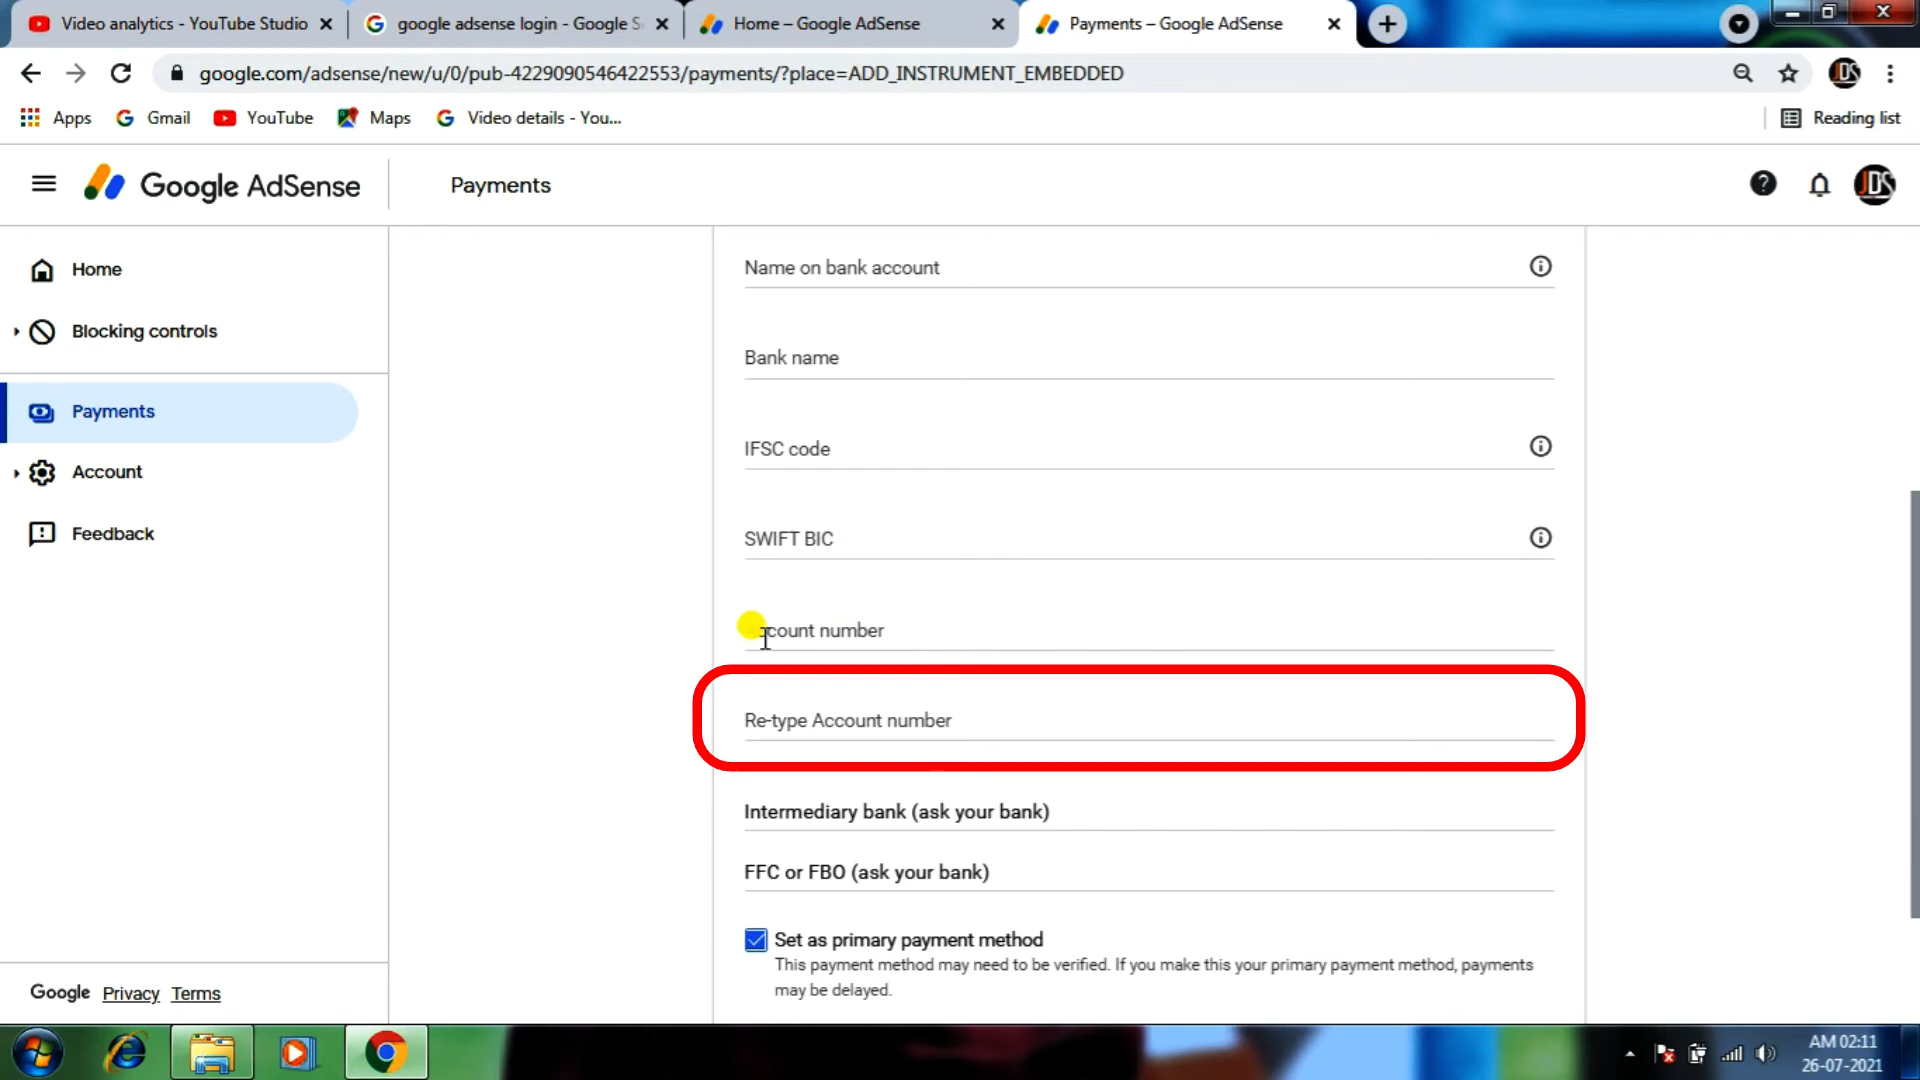 Video analytics - YouTube Studio
google adsense login - Google S
Home – Google AdSense
Payments – Google AdSense
google.com/adsense/new/u/0/pub-4229090546422553/payments/?place=ADD_INSTRUMENT_EMBEDDED
JDS
Apps
Gmail
YouTube
Maps
Video details - You...
Reading list
Google AdSense
Payments
JDS
Home
Blocking controls
Payments
Account
Feedback
Name on bank account
Bank name
IFSC code
SWIFT BIC
count number
Re-type Account number
Intermediary bank (ask your bank)
FFC or FBO (ask your bank)
Set as primary payment method
This payment method may need to be verified. If you make this your primary payment method, payments
may be delayed.
Google Privacy Terms
AM 02:11
26-07-2021